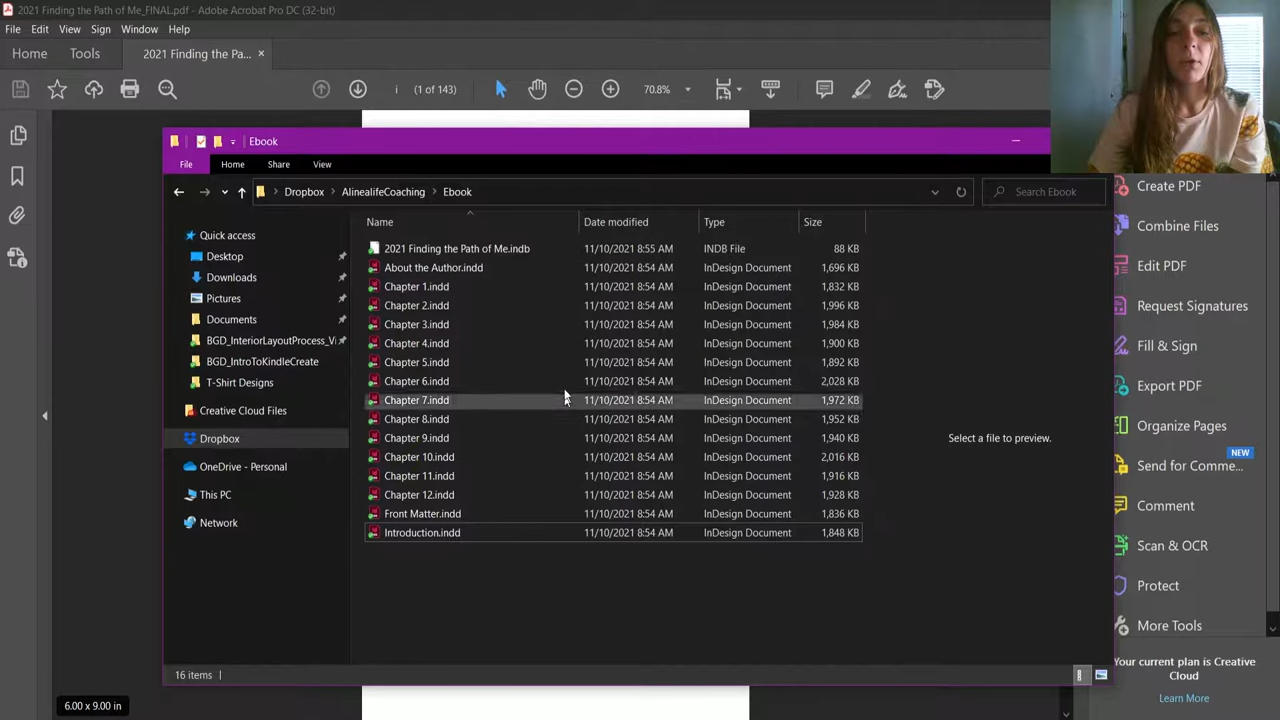 2021 Finding the Path of Me_FINAL.pdf - Adobe Acrobat Pro DC (32-bit)
File Edit View Sign Window Help
Home Tools 2021 Finding the Pa... ×
i (1 of 143) 70.8%
Ebook
File Home Share View
Dropbox > AlinealifeCoaching > Ebook
Search Ebook
Name Date modified Type Size
2021 Finding the Path of Me.indb 11/10/2021 8:55 AM INDB File 88 KB
About the Author.indd 11/10/2021 8:54 AM InDesign Document 1,696 KB
Chapter 1.indd 11/10/2021 8:54 AM InDesign Document 1,832 KB
Chapter 2.indd 11/10/2021 8:54 AM InDesign Document 1,996 KB
Chapter 3.indd 11/10/2021 8:54 AM InDesign Document 1,984 KB
Chapter 4.indd 11/10/2021 8:54 AM InDesign Document 1,900 KB
Chapter 5.indd 11/10/2021 8:54 AM InDesign Document 1,892 KB
Chapter 6.indd 11/10/2021 8:54 AM InDesign Document 2,028 KB
Chapter 7.indd 11/10/2021 8:54 AM InDesign Document 1,972 KB
Chapter 8.indd 11/10/2021 8:54 AM InDesign Document 1,952 KB
Chapter 9.indd 11/10/2021 8:54 AM InDesign Document 1,940 KB
Chapter 10.indd 11/10/2021 8:54 AM InDesign Document 2,016 KB
Chapter 11.indd 11/10/2021 8:54 AM InDesign Document 1,916 KB
Chapter 12.indd 11/10/2021 8:54 AM InDesign Document 1,928 KB
Front Matter.indd 11/10/2021 8:54 AM InDesign Document 1,836 KB
Introduction.indd 11/10/2021 8:54 AM InDesign Document 1,848 KB
Quick access
Desktop
Downloads
Pictures
Documents
BGD_InteriorLayoutProcess_Vi
BGD_IntroToKindleCreate
T-Shirt Designs
Creative Cloud Files
Dropbox
OneDrive - Personal
This PC
Network
Select a file to preview.
16 items
6.00 x 9.00 in
Create PDF
Combine Files
Edit PDF
Request Signatures
Fill & Sign
Export PDF
Organize Pages
NEW
Send for Comme...
Comment
Scan & OCR
Protect
More Tools
Your current plan is Creative
Cloud
Learn More